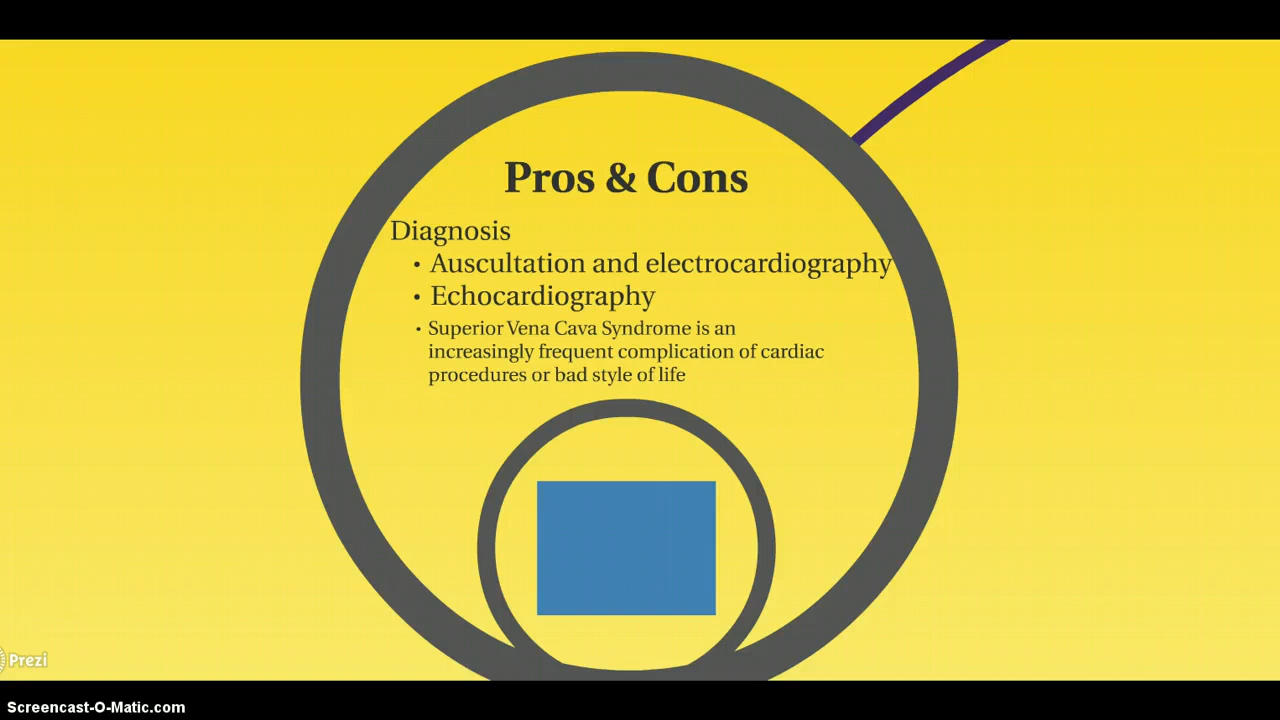 Pros & Cons
Diagnosis
• Auscultation and electrocardiography
• Echocardiography
• Superior Vena Cava Syndrome is an
increasingly frequent complication of cardiac
procedures or bad style of life
Prezi
Screencast-O-Matic.com